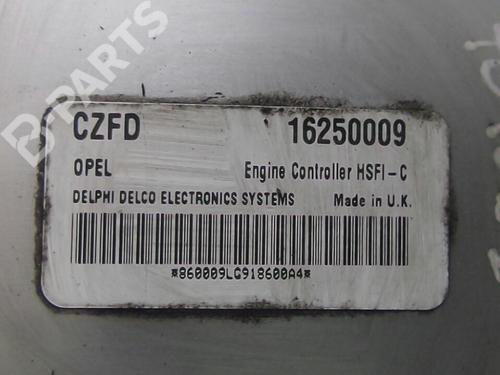 B-PARTS
CZFD 16250009
OPEL Engine Controller HSFI-C
DELPHI DELCO ELECTRONICS SYSTEMS Made in U.K.
*860009LG918600A4*